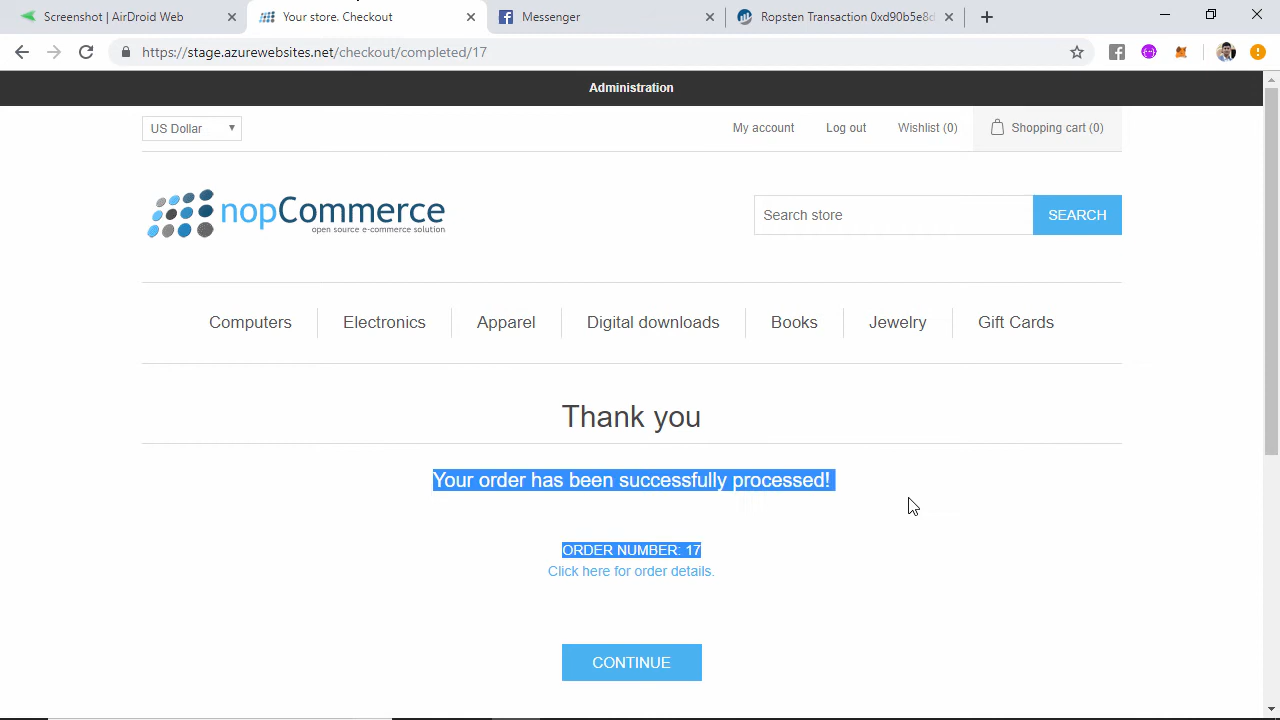 Screenshot | AirDroid Web
Your store. Checkout
Messenger
Ropsten Transaction 0xd90b5e8d
https://stage.azurewebsites.net/checkout/completed/17
Administration
US Dollar
My account
Log out
Wishlist (0)
Shopping cart (0)
nopCommerce
open source e-commerce solution
Search store
SEARCH
Computers
Electronics
Apparel
Digital downloads
Books
Jewelry
Gift Cards
Thank you
Your order has been successfully processed!
ORDER NUMBER: 17
Click here for order details.
CONTINUE